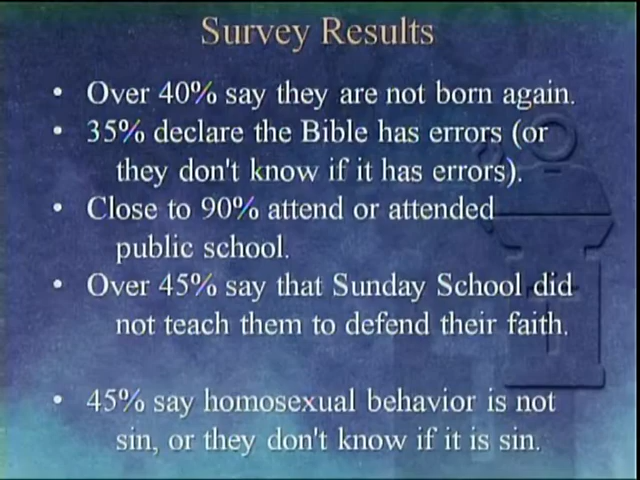 Survey Results
• Over 40% say they are not born again.
• 35% declare the Bible has errors (or
they don't know if it has errors).
• Close to 90% attend or attended
public school.
• Over 45% say that Sunday School did
not teach them to defend their faith.
• 45% say homosexual behavior is not
sin, or they don't know if it is sin.